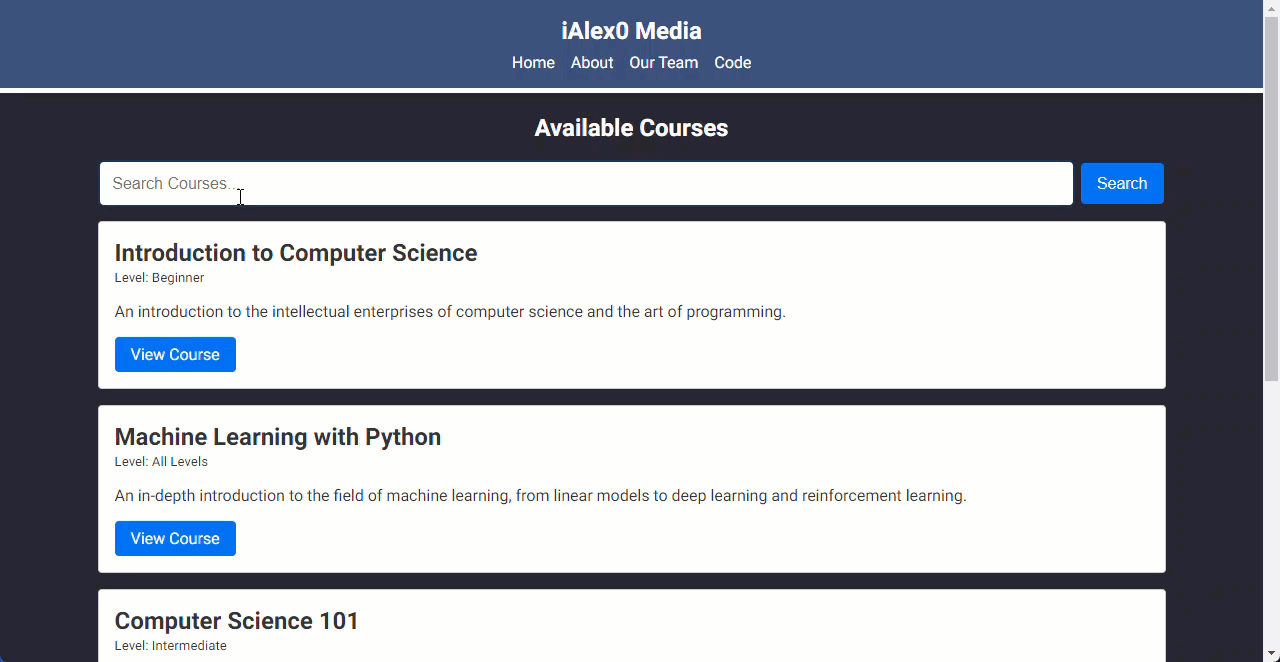 iAlex0 Media
Home About Our Team Code
Available Courses
Search Courses...
Search
Introduction to Computer Science
Level: Beginner
An introduction to the intellectual enterprises of computer science and the art of programming.
View Course
Machine Learning with Python
Level: All Levels
An in-depth introduction to the field of machine learning, from linear models to deep learning and reinforcement learning.
View Course
Computer Science 101
Level: Intermediate